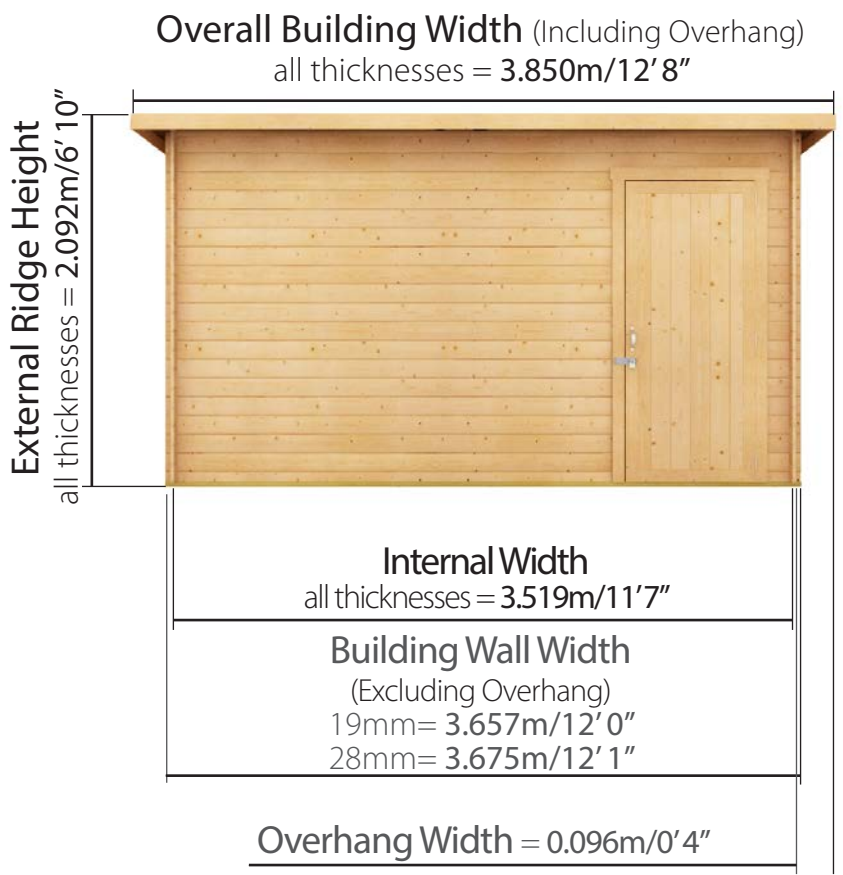 Overall Building Width (Including Overhang)
all thicknesses = 3.850m/12’ 8”
External Ridge Height
all thicknesses = 2.092m/6’ 10”
Internal Width
all thicknesses = 3.519m/11’7”
Building Wall Width
(Excluding Overhang)
19mm= 3.657m/12’ 0”
28mm= 3.675m/12’ 1”
Overhang Width = 0.096m/0’ 4”